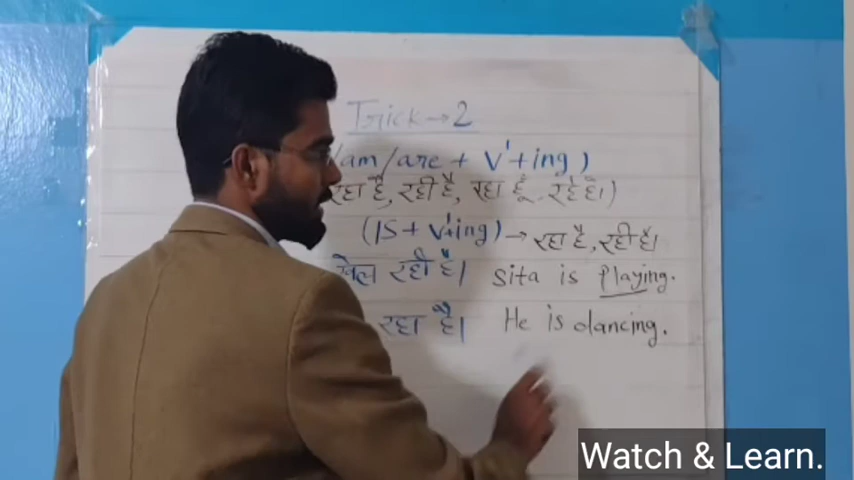 Trick→2
/am/are + V'+ing)
रहा है, रही है, रहा हूँ, रहे हैं।)
(IS + V'+ing) → रहा है, रही है।
खेल रही है। Sita is Playing.
रहा है। He is dancing.
Watch & Learn.